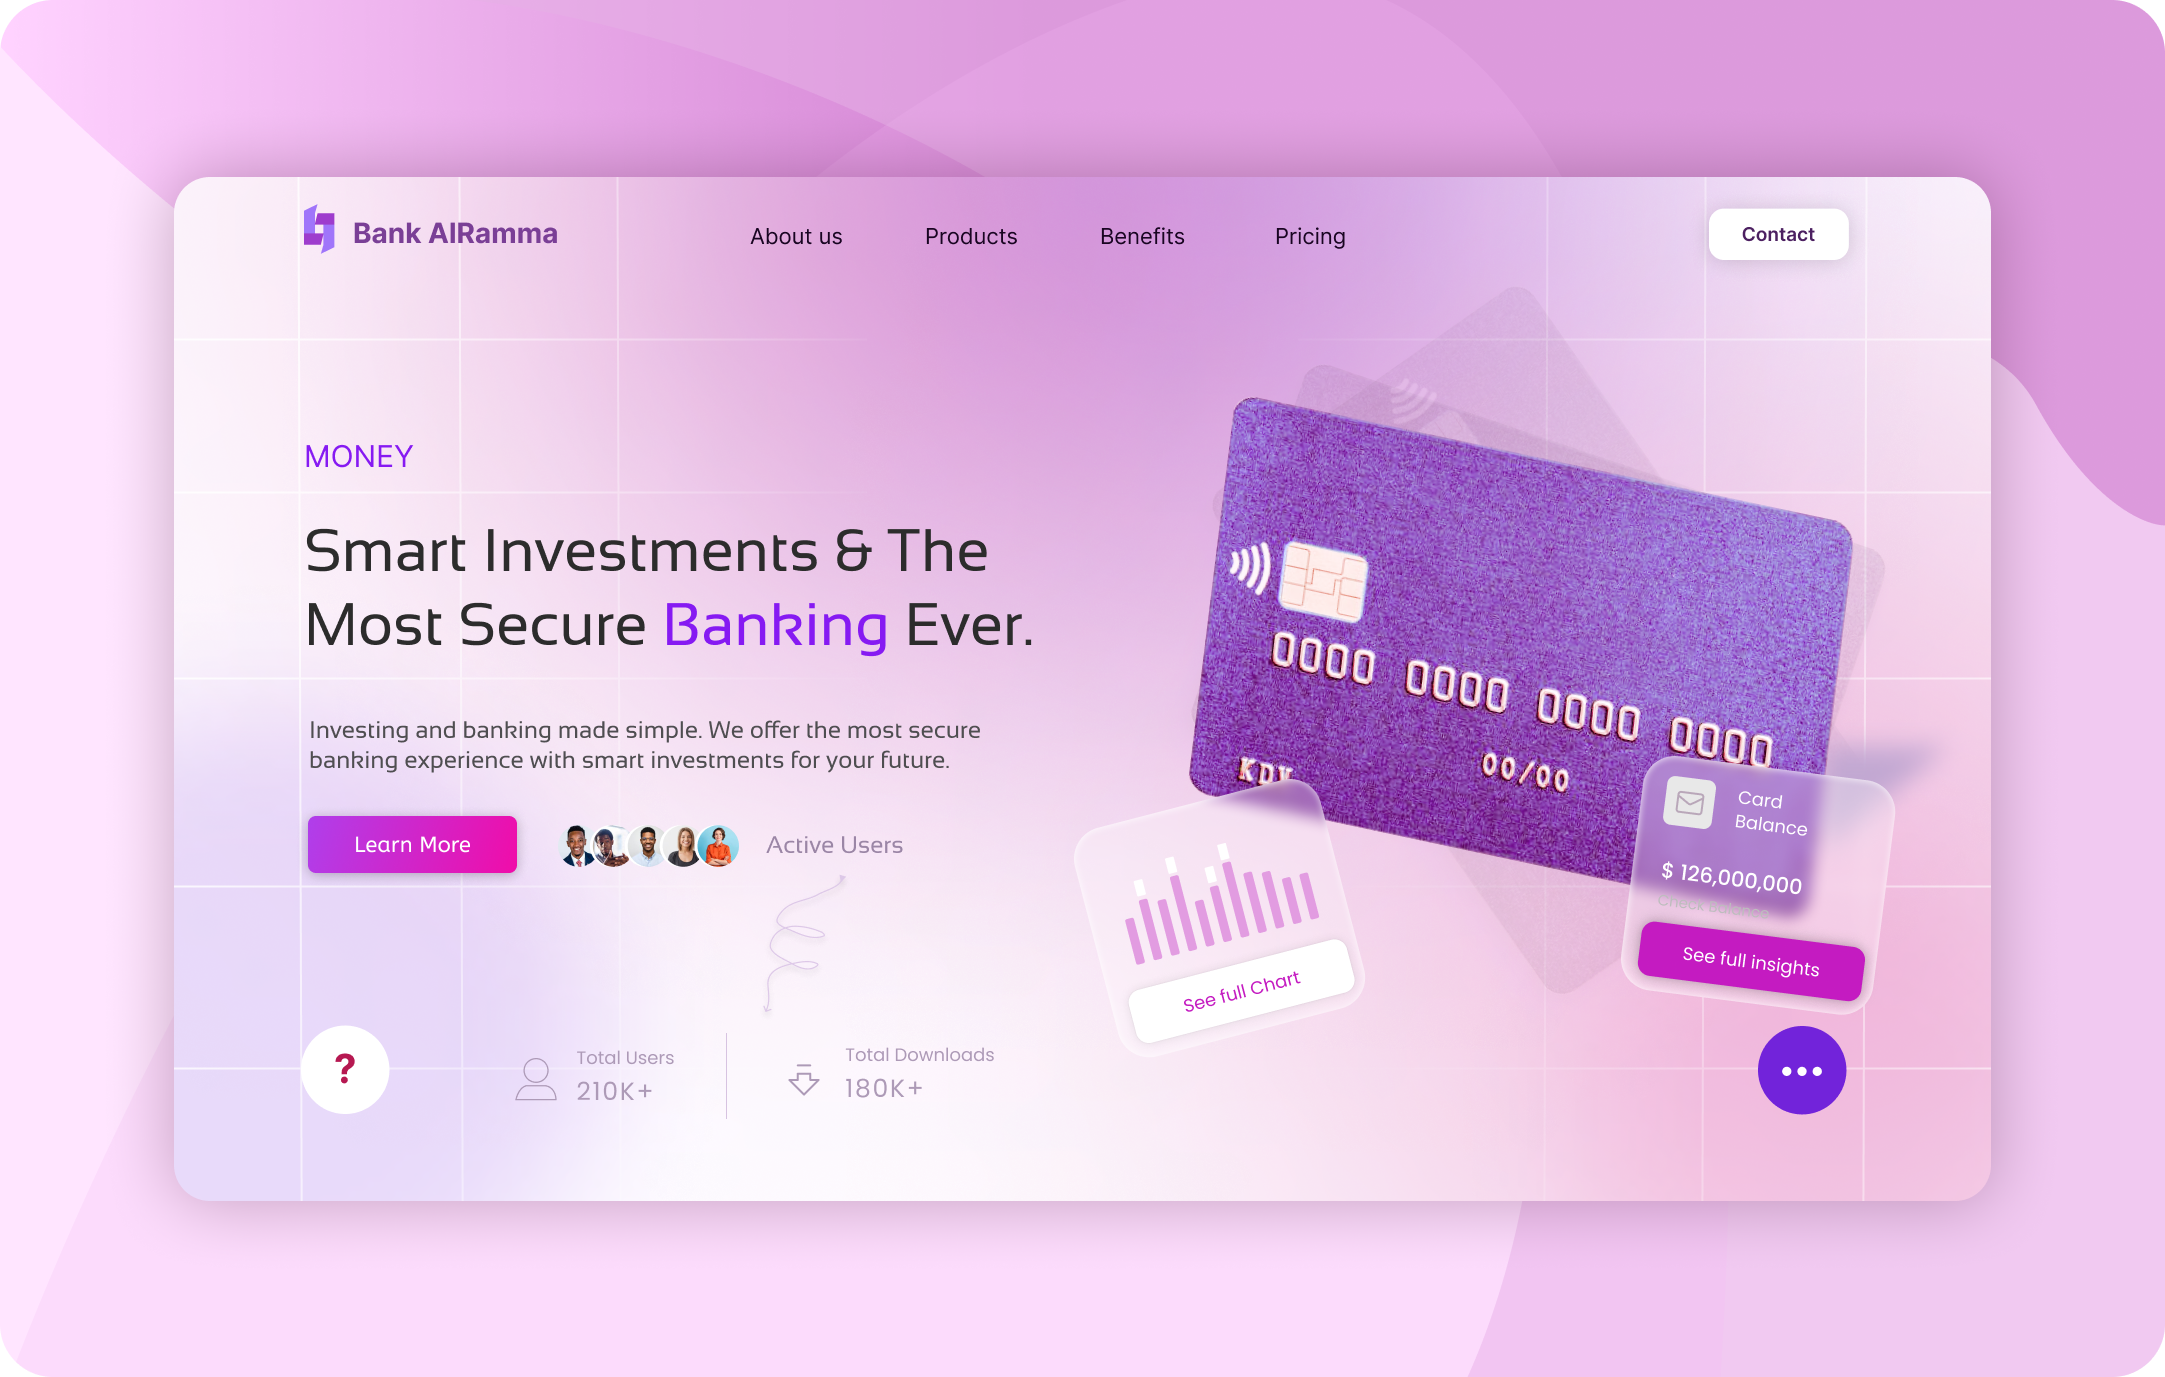 Bank AIRamma
About us
Products
Benefits
Pricing
Contact
MONEY
Smart Investments & The
Most Secure Banking Ever.
Investing and banking made simple. We offer the most secure
banking experience with smart investments for your future.
Learn More
Active Users
?
Total Users
210K+
Total Downloads
180K+
0000 0000 0000 0000
00/00
See full Chart
Card
Balance
$ 126,000,000
Check Balance
See full insights